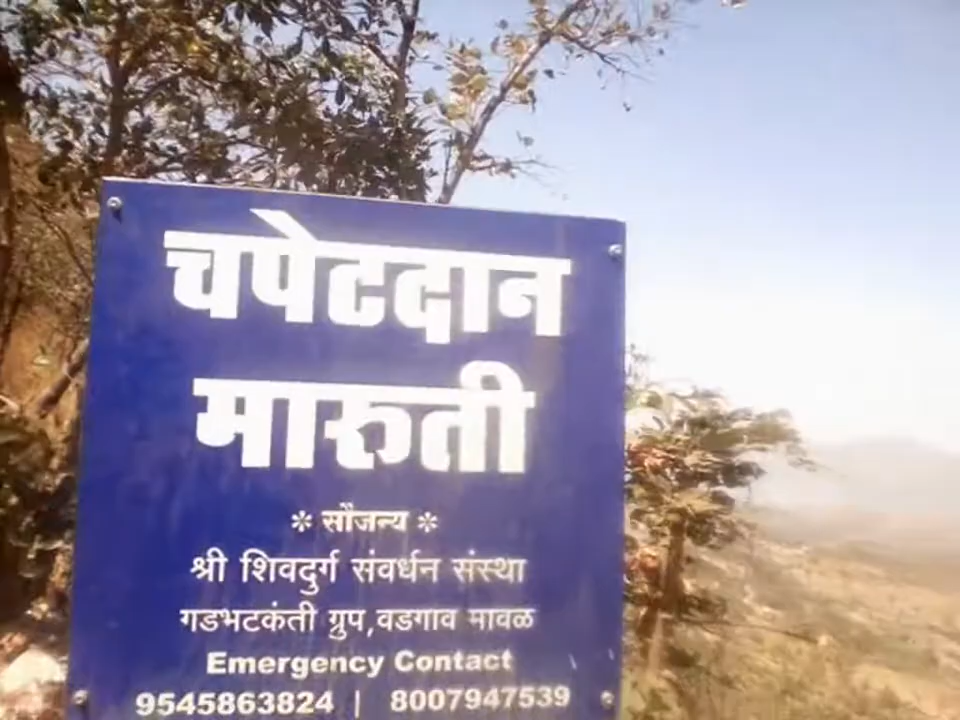 चपेटदान
मारुती
* सौजन्य *
श्री शिवदुर्ग संवर्धन संस्था
गडभटकंती ग्रुप,वडगाव मावळ
Emergency Contact
9545863824 | 8007947539